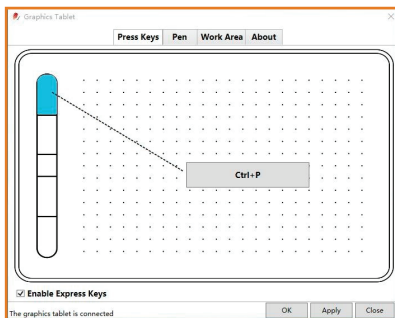 Graphics Tablet
Press Keys Pen Work Area About
Ctrl+P
Enable Express Keys
The graphics tablet is connected
OK Apply Close